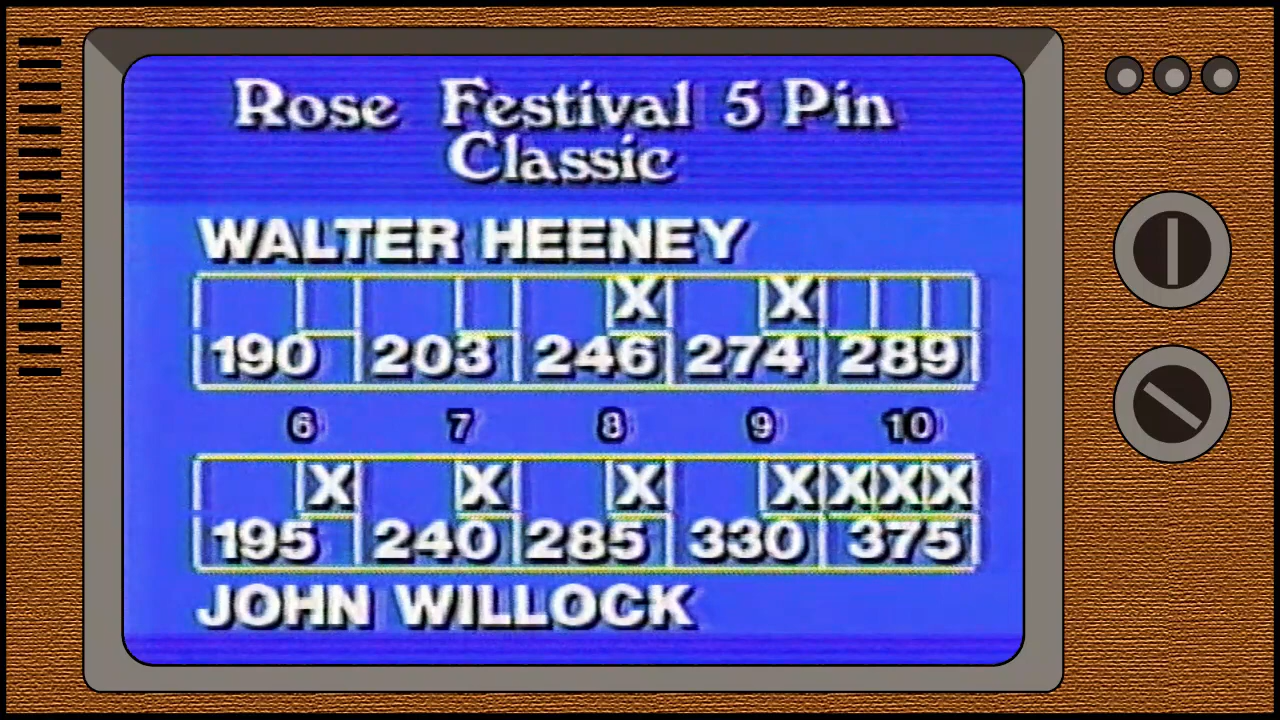 Rose Festival 5 Pin
Classic
WALTER HEENEY
X X
190 203 246 274 289
6 7 8 9 10
X X X X X X X
195 240 285 330 375
JOHN WILLOCK